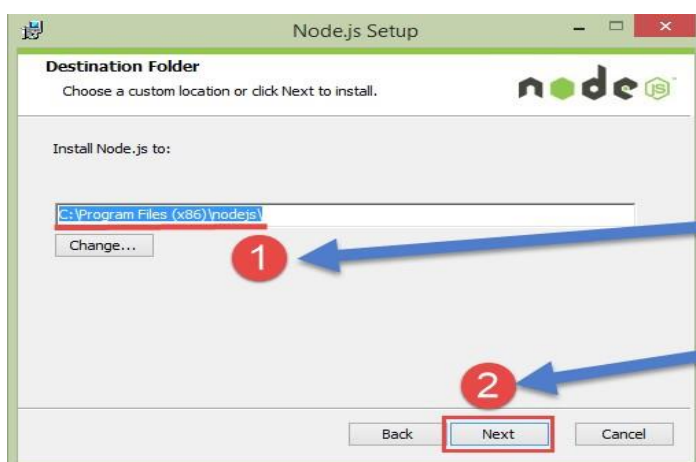 Node.js Setup
Destination Folder
Choose a custom location or click Next to install.
node JS
Install Node.js to:
C:\Program Files (x86)\nodejs\
Change...
1
2
Back Next Cancel